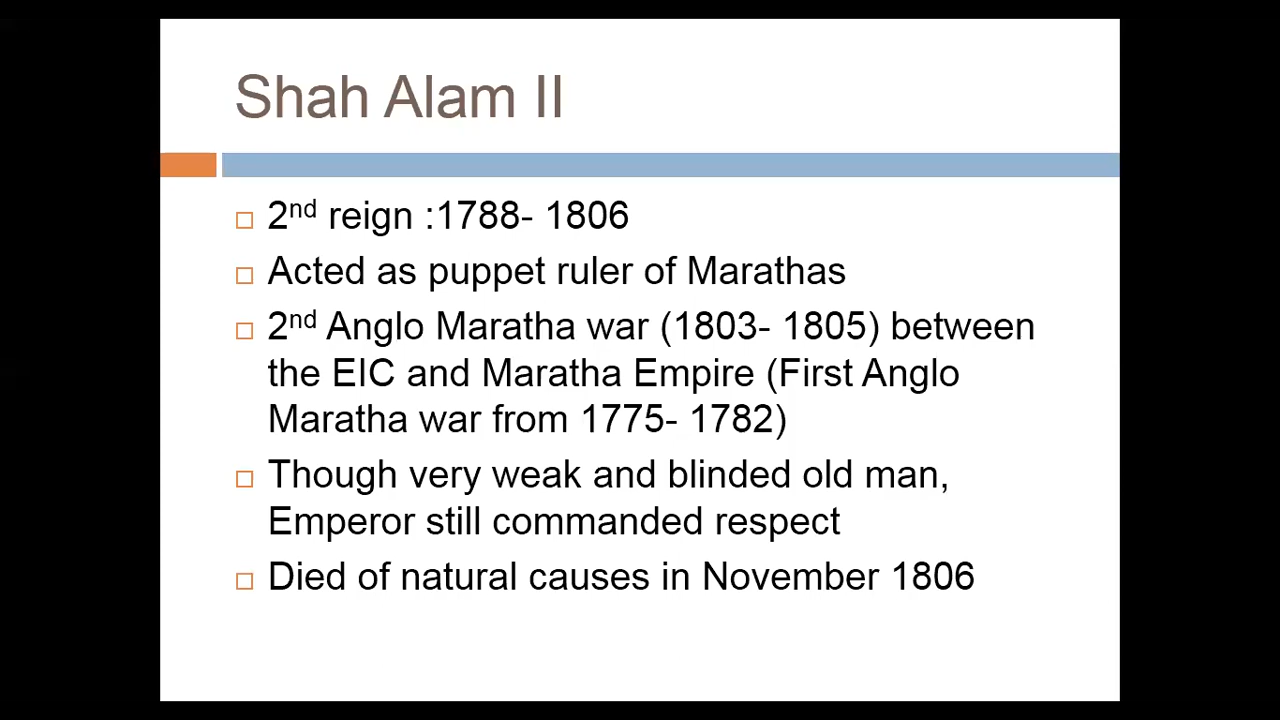 Shah Alam II
2nd reign :1788- 1806
Acted as puppet ruler of Marathas
2nd Anglo Maratha war (1803- 1805) between
the EIC and Maratha Empire (First Anglo
Maratha war from 1775- 1782)
Though very weak and blinded old man,
Emperor still commanded respect
Died of natural causes in November 1806